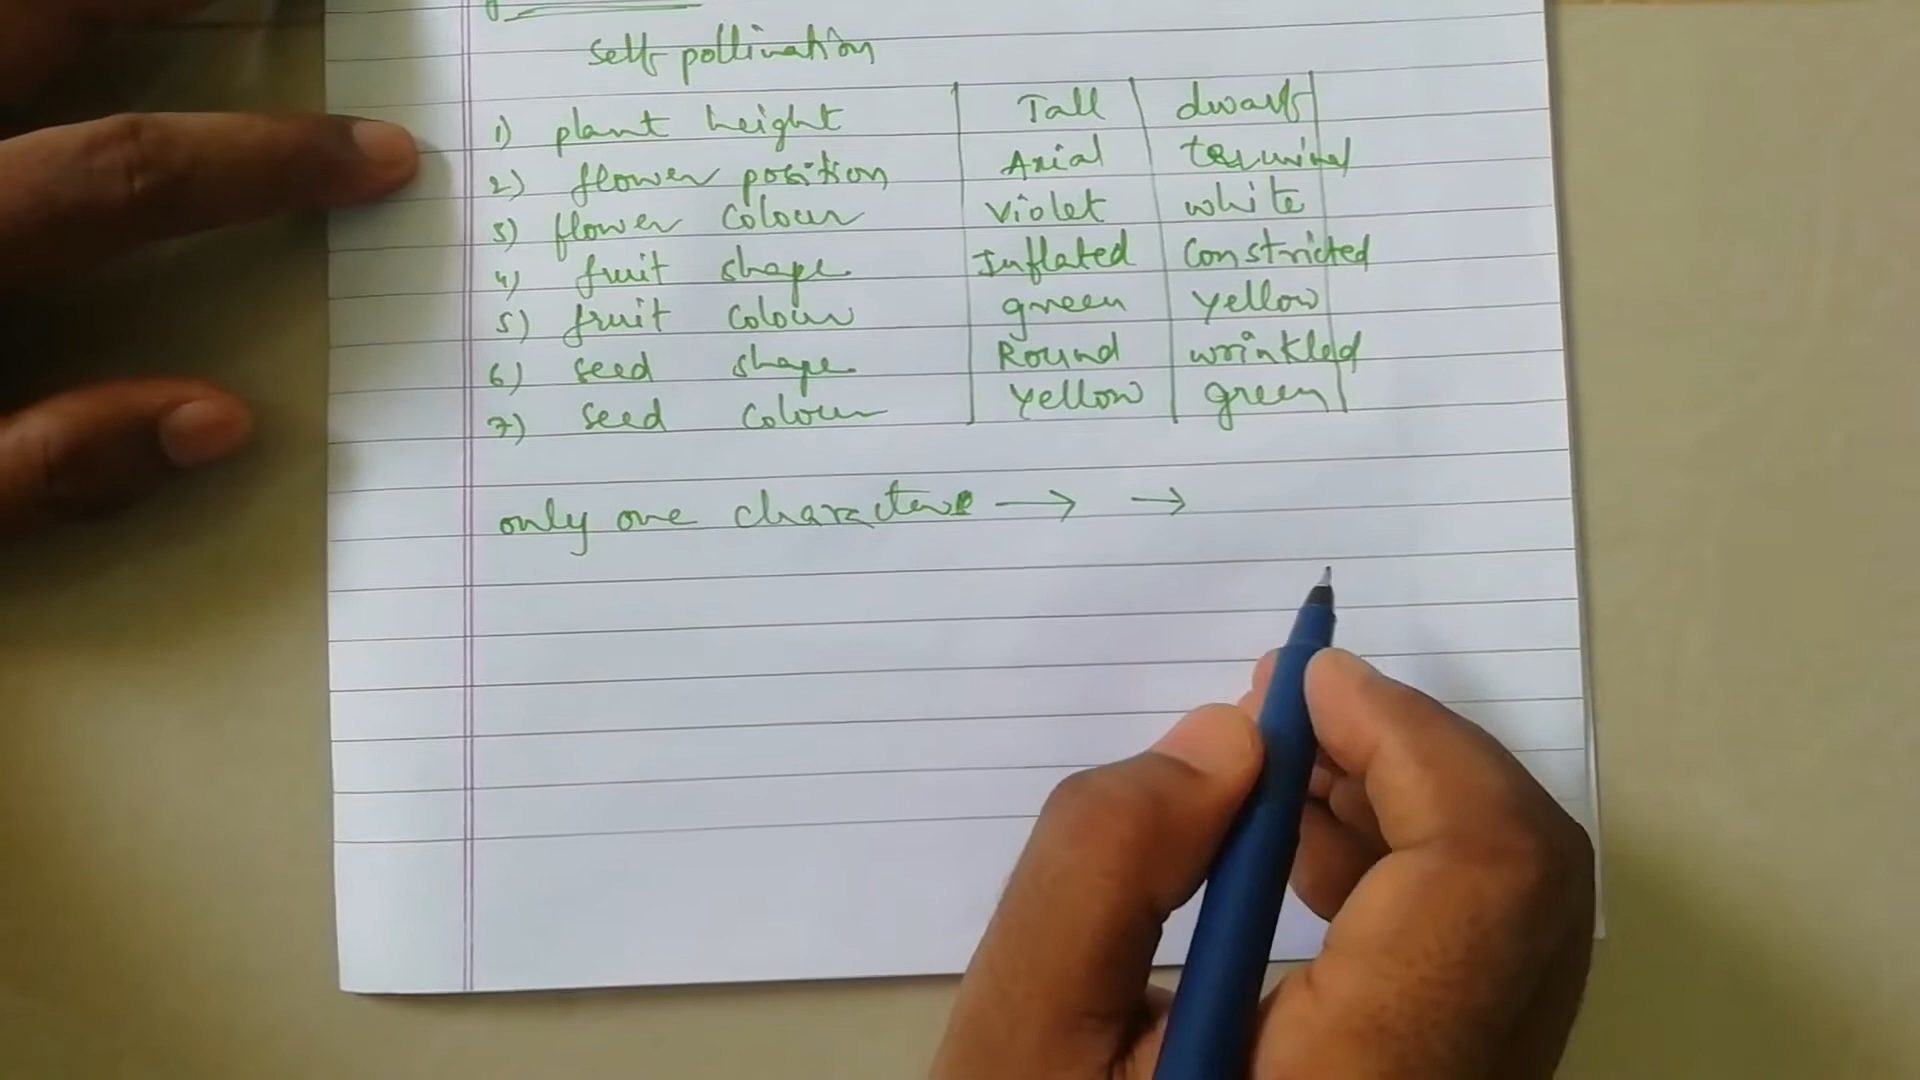 self pollination
1) plant height Tall dwarf
2) flower position Axial terminal
3) flower colour violet white
4) fruit shape Inflated Constricted
5) fruit colour green yellow
6) seed shape Round wrinkled
7) seed colour yellow green
only one character → →